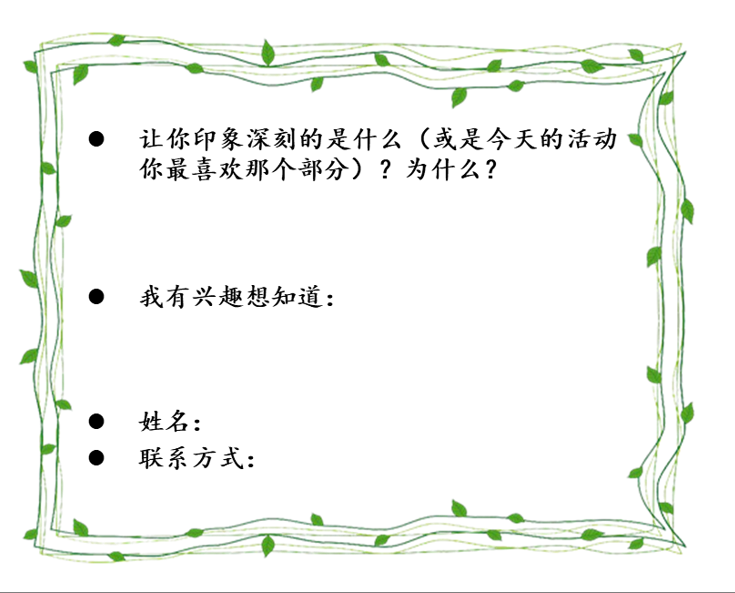 ● 让你印象深刻的是什么（或是今天的活动
你最喜欢那个部分）？为什么？
● 我有兴趣想知道：
● 姓名：
● 联系方式：